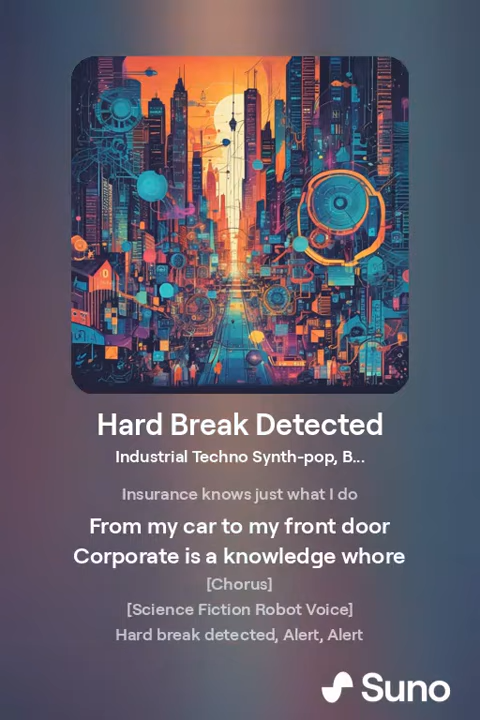 Hard Break Detected
Industrial Techno Synth-pop, B...
Insurance knows just what I do
From my car to my front door
Corporate is a knowledge whore
[Chorus]
[Science Fiction Robot Voice]
Hard break detected, Alert, Alert
Suno